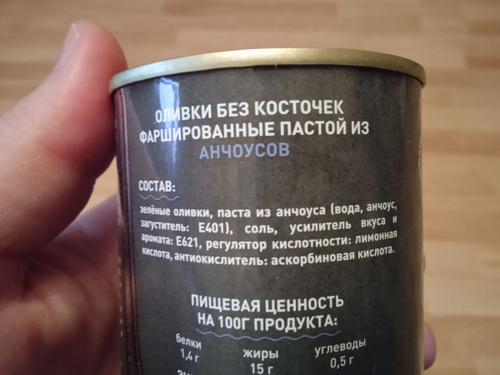 ОЛИВКИ БЕЗ КОСТОЧЕК
ФАРШИРОВАННЫЕ ПАСТОЙ ИЗ
АНЧОУСОВ
СОСТАВ:
зелёные оливки, паста из анчоуса (вода, анчоус,
загуститель: Е401), соль, усилитель вкуса и
аромата: Е621, регулятор кислотности: лимонная
кислота, антиокислитель: аскорбиновая кислота.
ПИЩЕВАЯ ЦЕННОСТЬ
НА 100Г ПРОДУКТА:
белки жиры углеводы
1,4 г 15 г 0,5 г